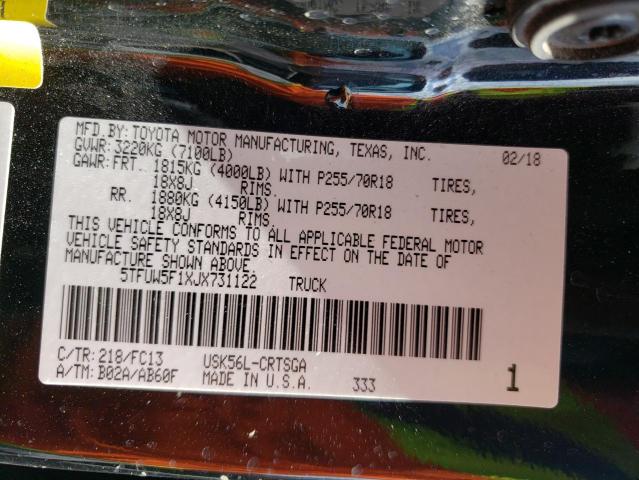 MFD.BY:TOYOTA MOTOR MANUFACTURING, TEXAS, INC. 02/18
GVWR:3220KG (7100LB)
GAWR:FRT. 1815KG (4000LB) WITH P255/70R18 TIRES,
18X8J RIMS.
RR. 1880KG (4150LB) WITH P255/70R18 TIRES,
18X8J RIMS.
THIS VEHICLE CONFORMS TO ALL APPLICABLE FEDERAL MOTOR
VEHICLE SAFETY STANDARDS IN EFFECT ON THE DATE OF
MANUFACTURE SHOWN ABOVE.
5TFUW5F1XJX731122 TRUCK
C/TR:218/FC13 USK56L-CRTSGA
A/TM:B02A/AB60F MADE IN U.S.A. 333 1